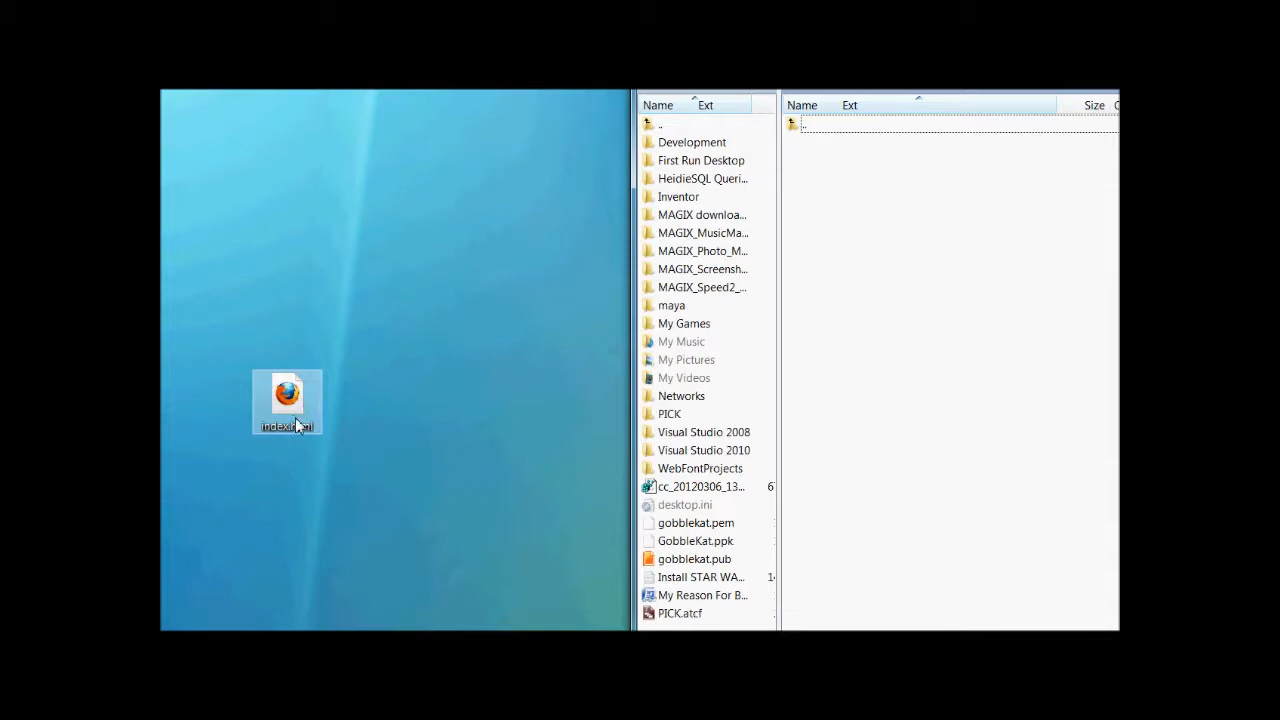 index.html
Name Ext
..
Development
First Run Desktop
HeidieSQL Queri...
Inventor
MAGIX downloa...
MAGIX_MusicMa...
MAGIX_Photo_M...
MAGIX_Screensh...
MAGIX_Speed2_...
maya
My Games
My Music
My Pictures
My Videos
Networks
PICK
Visual Studio 2008
Visual Studio 2010
WebFontProjects
cc_20120306_13...
desktop.ini
gobblekat.pem
GobbleKat.ppk
gobblekat.pub
Install STAR WA...
My Reason For B...
PICK.atcf
Name Ext Size
..